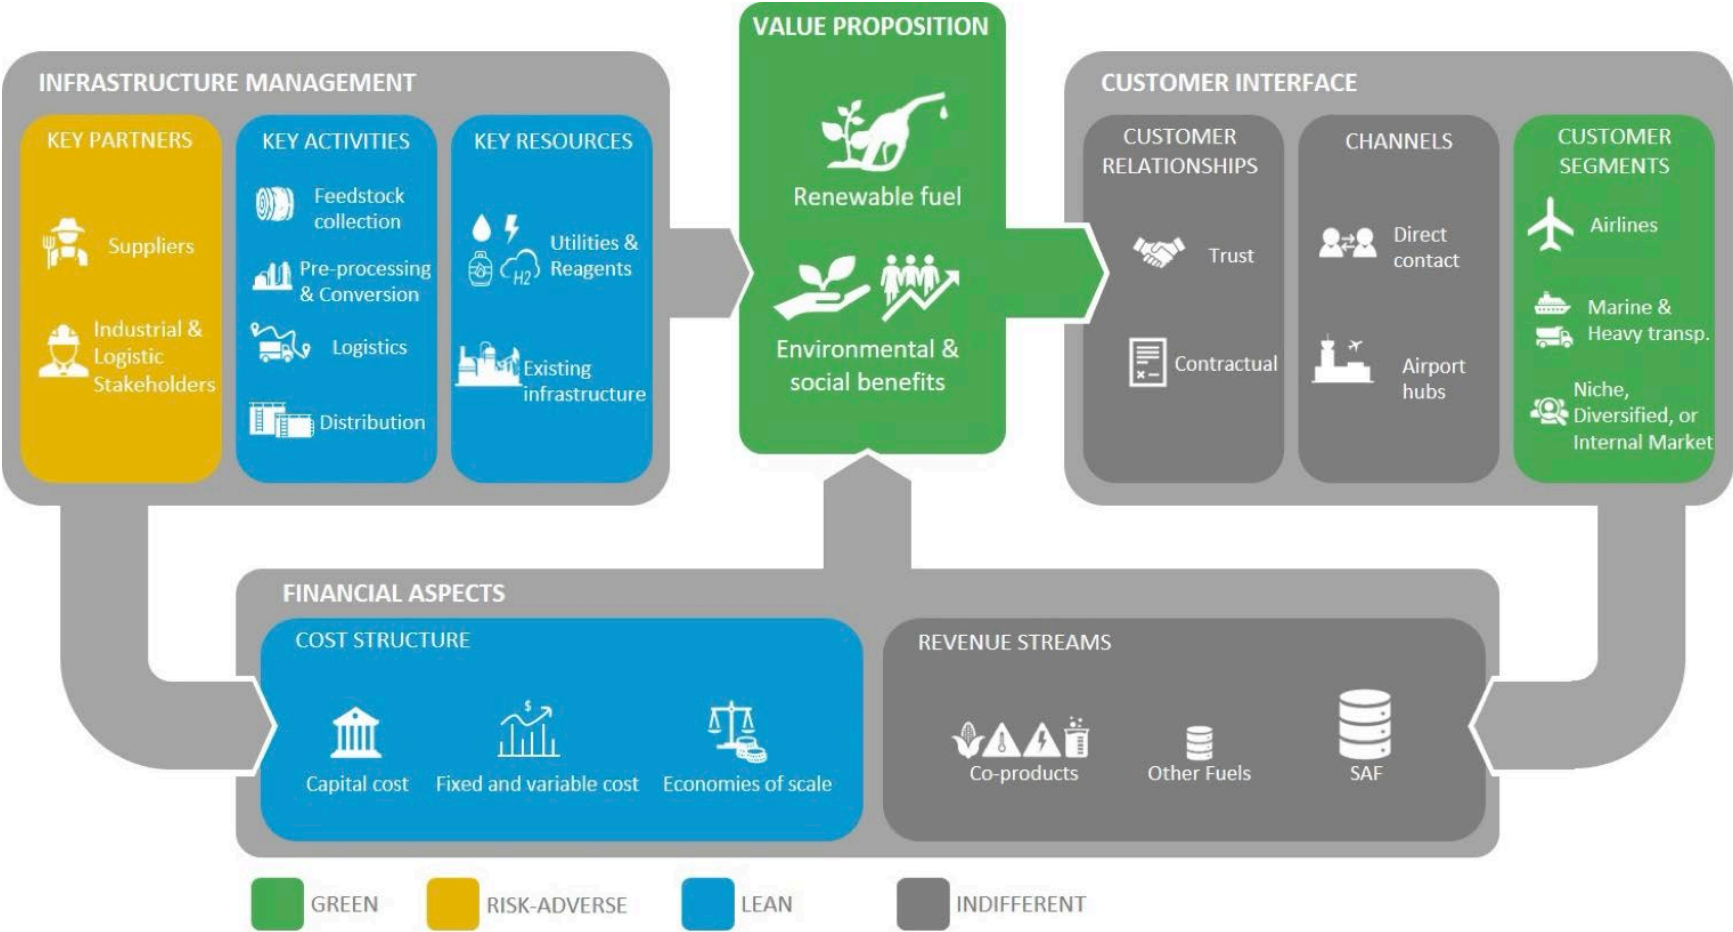 VALUE PROPOSITION
Renewable fuel
Environmental &
social benefits
INFRASTRUCTURE MANAGEMENT
KEY PARTNERS
Suppliers
Industrial &
Logistic
Stakeholders
KEY ACTIVITIES
Feedstock
collection
Pre-processing
& Conversion
Logistics
Distribution
KEY RESOURCES
H2
Utilities &
Reagents
Existing
infrastructure
CUSTOMER INTERFACE
CUSTOMER
RELATIONSHIPS
Trust
Contractual
CHANNELS
Direct
contact
Airport
hubs
CUSTOMER
SEGMENTS
Airlines
Marine &
Heavy transp.
Niche,
Diversified, or
Internal Market
FINANCIAL ASPECTS
COST STRUCTURE
Capital cost
$
Fixed and variable cost
Economies of scale
REVENUE STREAMS
Co-products
Other Fuels
SAF
GREEN
RISK-ADVERSE
LEAN
INDIFFERENT